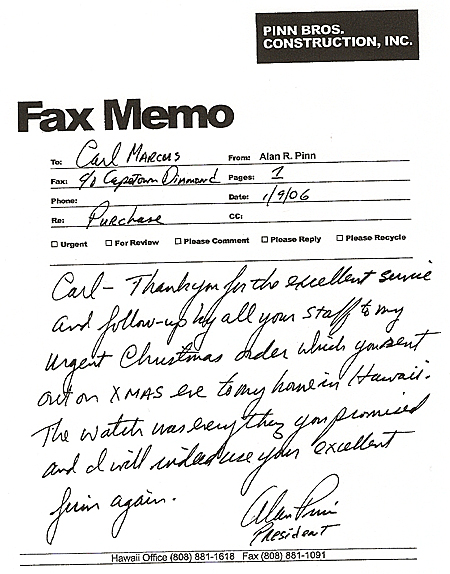 PINN BROS.
CONSTRUCTION, INC.
Fax Memo
To: Carl Marcus From: Alan R. Pinn
Fax: c/o Capetown Diamond Pages: 1
Phone: Date: 1/9/06
Re: Purchase CC:
☐ Urgent ☐ For Review ☐ Please Comment ☐ Please Reply ☐ Please Recycle
Carl - Thankyou for the excellent service
and follow-up by all your staff to my
urgent Christmas order which you sent
out on XMAS eve to my home in Hawaii.
The watch was everything you promised
and I will indeed use your excellent
firm again.
Alan Pinn
President
Hawaii Office (808) 881-1618 Fax (808) 881-1091